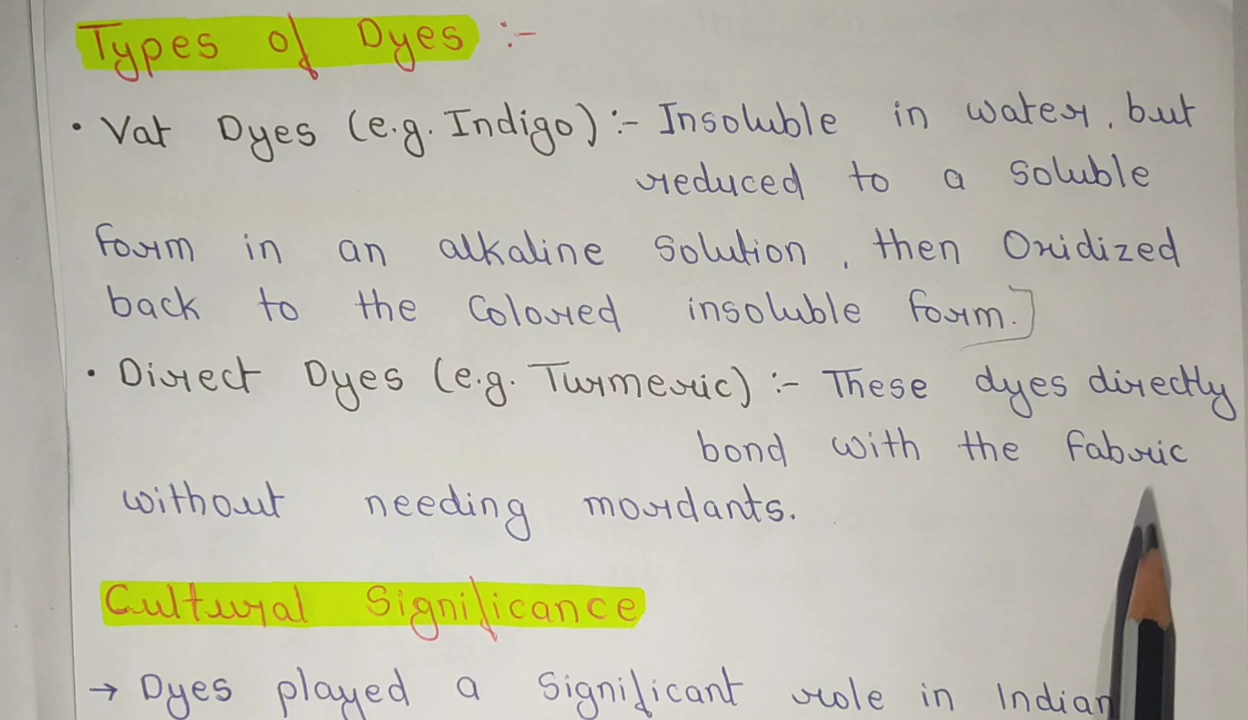 Types of Dyes :-
• Vat Dyes (e.g. Indigo) :- Insoluble in water, but
reduced to a soluble
form in an alkaline solution, then Oxidized
back to the Colored insoluble form.]
• Direct Dyes (e.g. Turmeric) :- These dyes directly
bond with the fabric
without needing mordants.
Cultural Significance
→ Dyes played a significant role in Indian